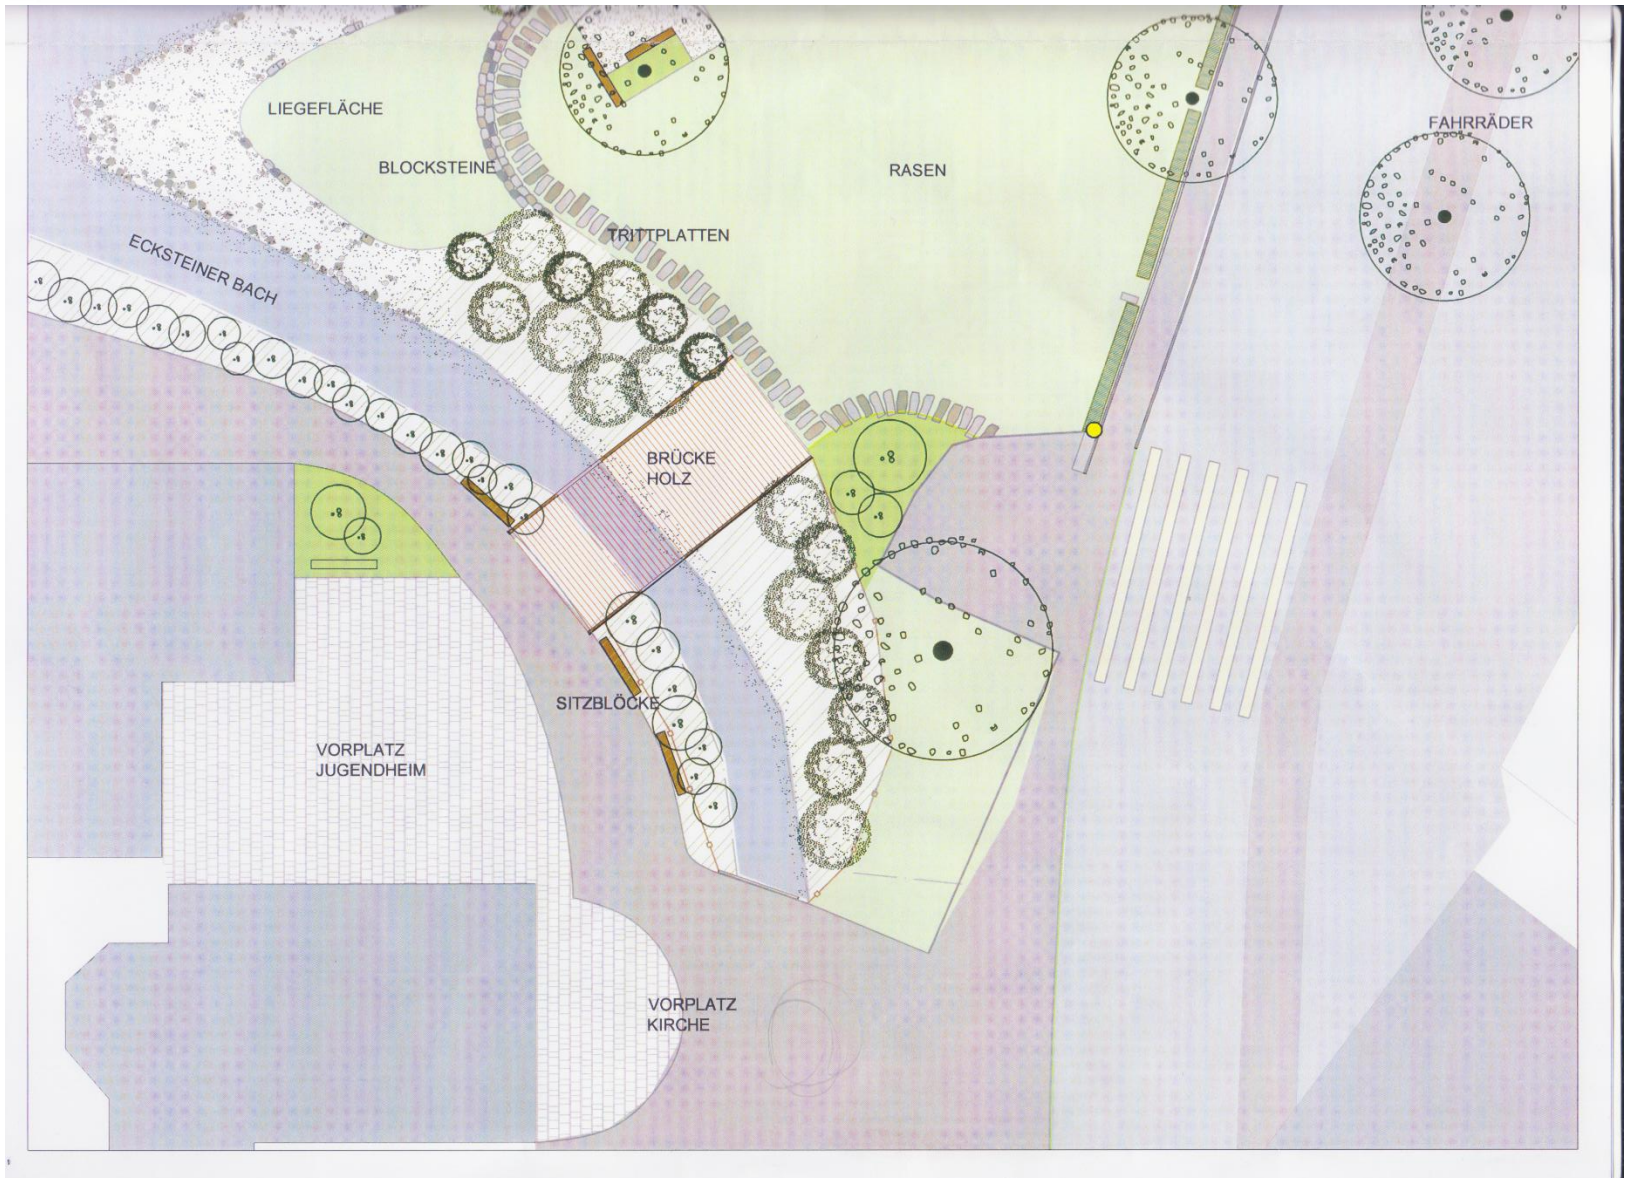 LIEGEFLÄCHE
FAHRRÄDER
BLOCKSTEINE
RASEN
TRITTPLATTEN
ECKSTEINER BACH
BRÜCKE
HOLZ
SITZBLÖCKE
VORPLATZ
JUGENDHEIM
VORPLATZ
KIRCHE